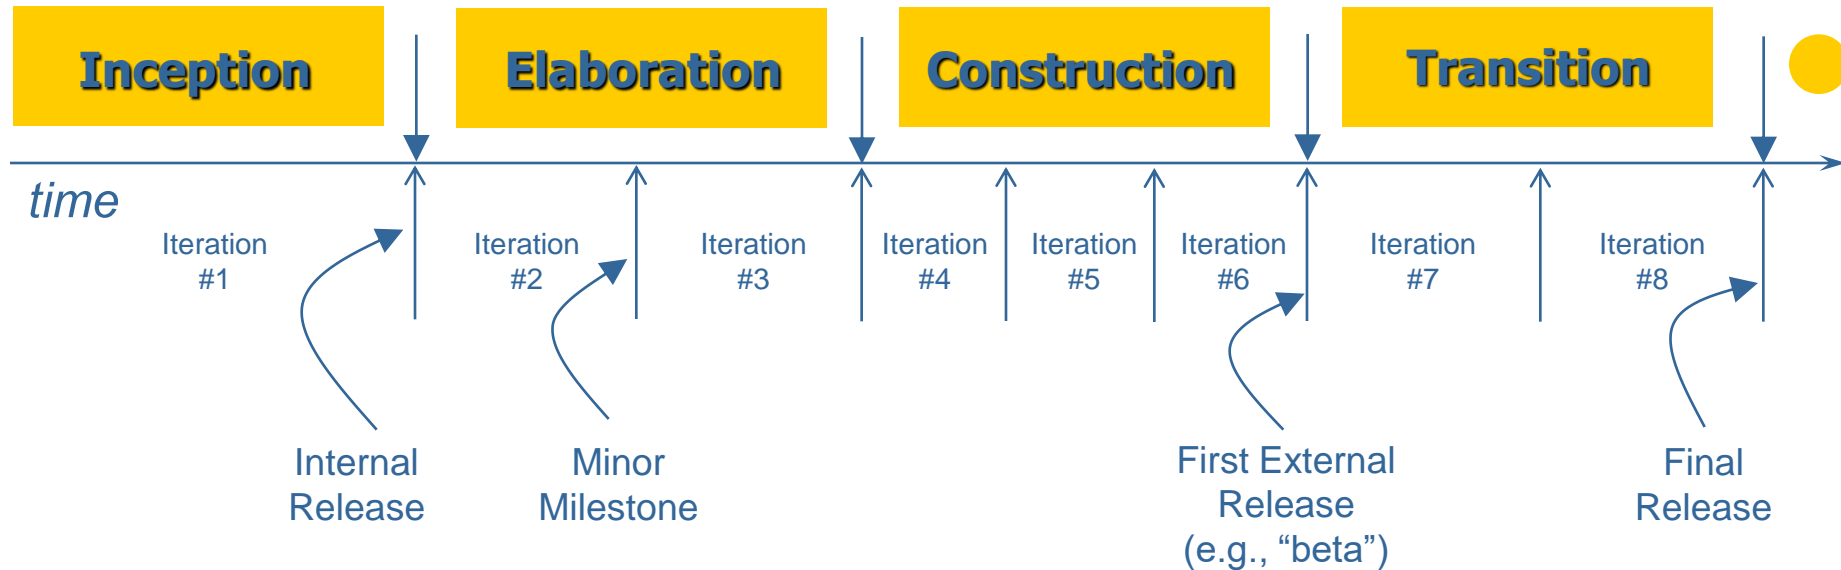 Inception
Elaboration
Construction
Transition
time
Iteration
#1
Iteration
#2
Iteration
#3
Iteration
#4
Iteration
#5
Iteration
#6
Iteration
#7
Iteration
#8
Internal
Release
Minor
Milestone
First External
Release
(e.g., “beta”)
Final
Release